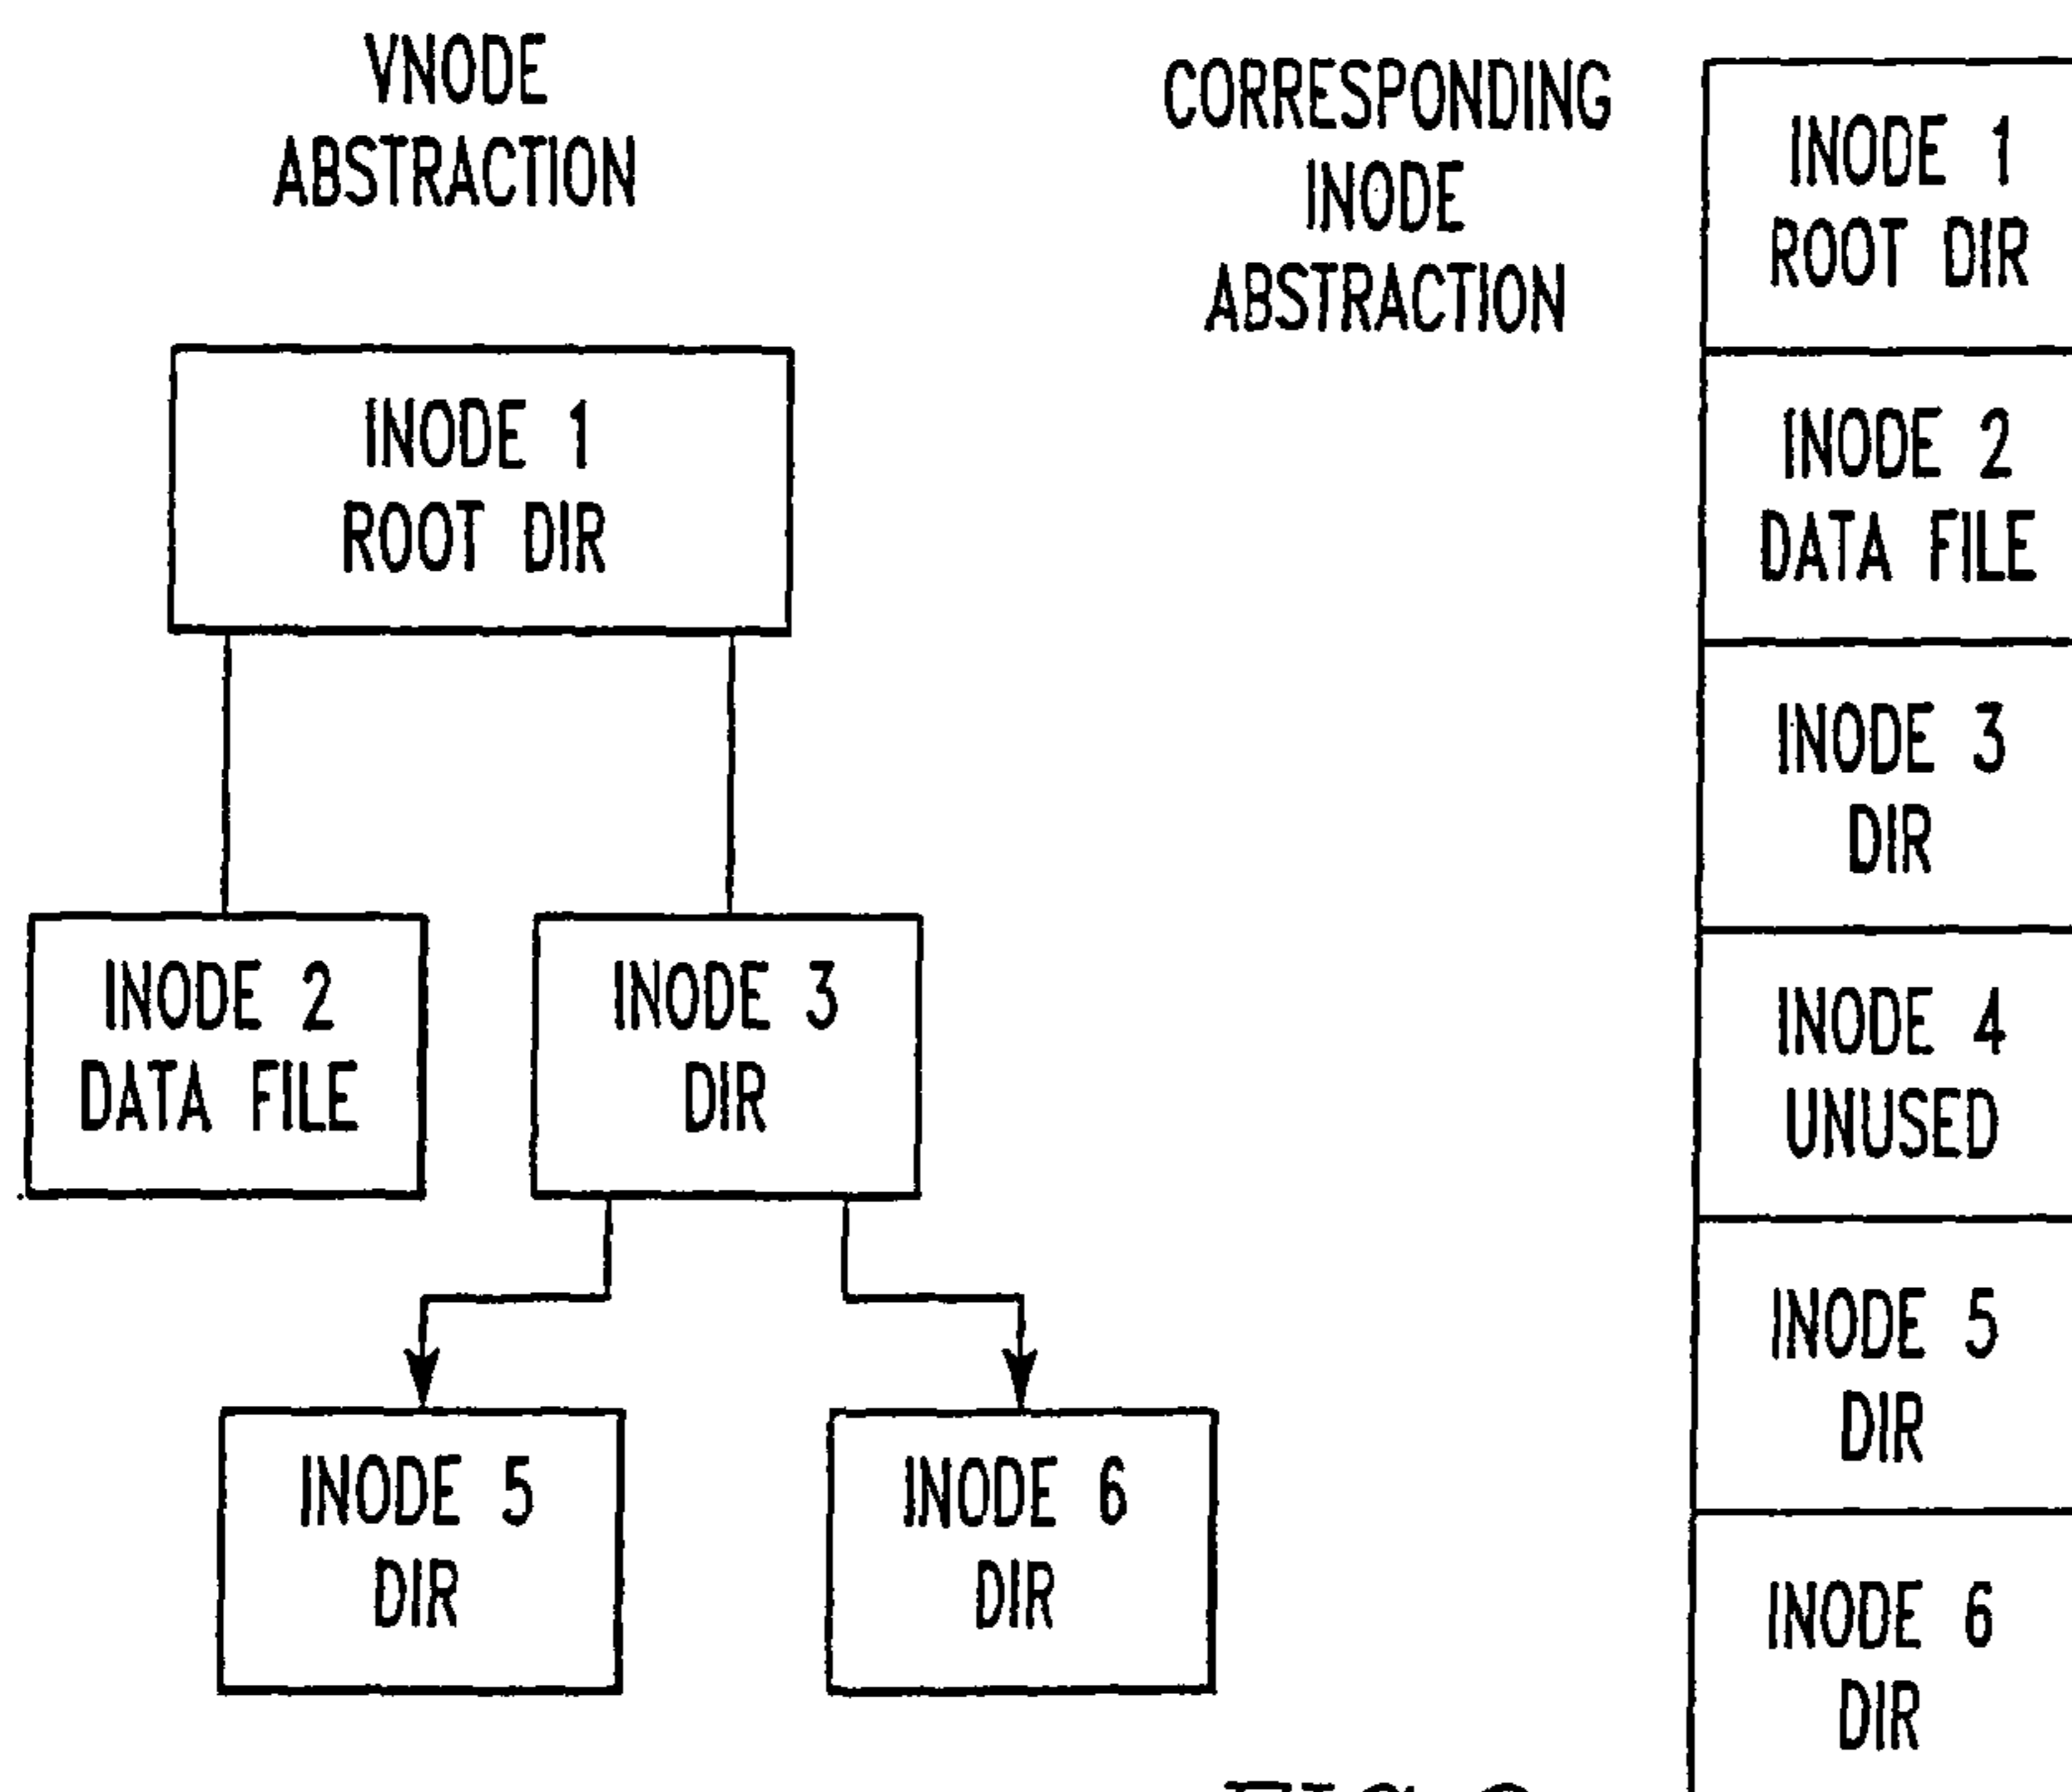 VNODE
ABSTRACTION
INODE 1
ROOT DIR
INODE 2
DATA FILE
INODE 3
DIR
INODE 5
DIR
INODE 6
DIR
CORRESPONDING
INODE
ABSTRACTION
INODE 1
ROOT DIR
INODE 2
DATA FILE
INODE 3
DIR
INODE 4
UNUSED
INODE 5
DIR
INODE 6
DIR